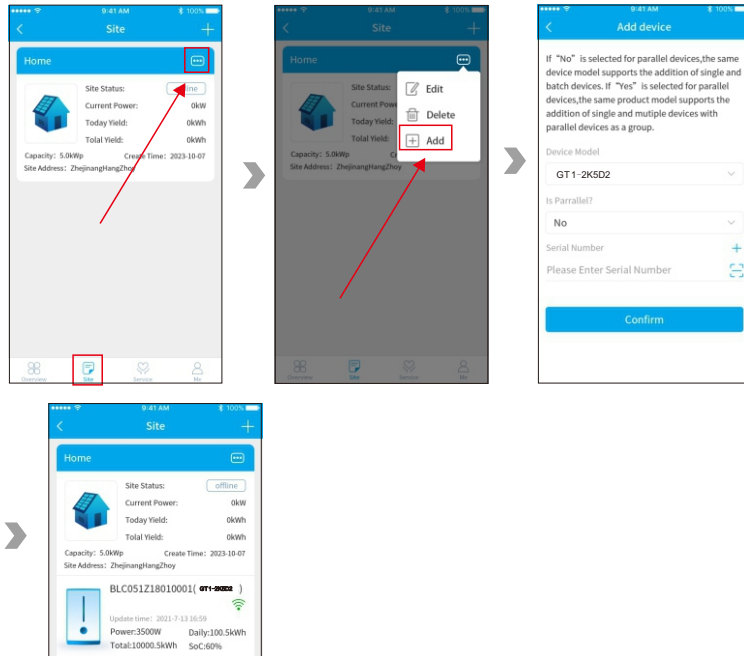 9:41 AM 100%
Site
Home
Site Status: line
Current Power: 0kW
Today Yield: 0kWh
Tolal Yield: 0kWh
Capacity: 5.0kWp Create Time: 2023-10-07
Site Address: ZhejinangHangZhoy
Overview Site Service Me
9:41 AM 100%
Site
Home
Site Status:
Current Powe
Today Yield:
Tolal Yield:
Capacity: 5.0kWp Cr
Site Address: ZhejinangHangZhoy
Edit
Delete
Add
Overview Site Service Me
9:41 AM 100%
Add device
If “No” is selected for parallel devices,the same
device model supports the addition of single and
batch devices. If “Yes” is selected for parallel
devices,the same product model supports the
addition of single and mutiple devices with
parallel devices as a group.
Device Model
GT1-2K5D2
Is Parrallel?
No
Serial Number
Please Enter Serial Number
Confirm
9:41 AM 100%
Site
Home
Site Status: offline
Current Power: 0kW
Today Yield: 0kWh
Tolal Yield: 0kWh
Capacity: 5.0kWp Create Time: 2023-10-07
Site Address: ZhejinangHangZhoy
BLC051Z18010001( GT1-2K5D2 )
Update time: 2021-7-13 16:59
Power:3500W Daily:100.5kWh
Total:10000.5kWh SoC:60%